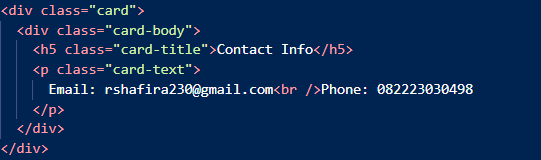 <div class="card">
<div class="card-body">
<h5 class="card-title">Contact Info</h5>
<p class="card-text">
Email: rshafira230@gmail.com<br />Phone: 082223030498
</p>
</div>
</div>